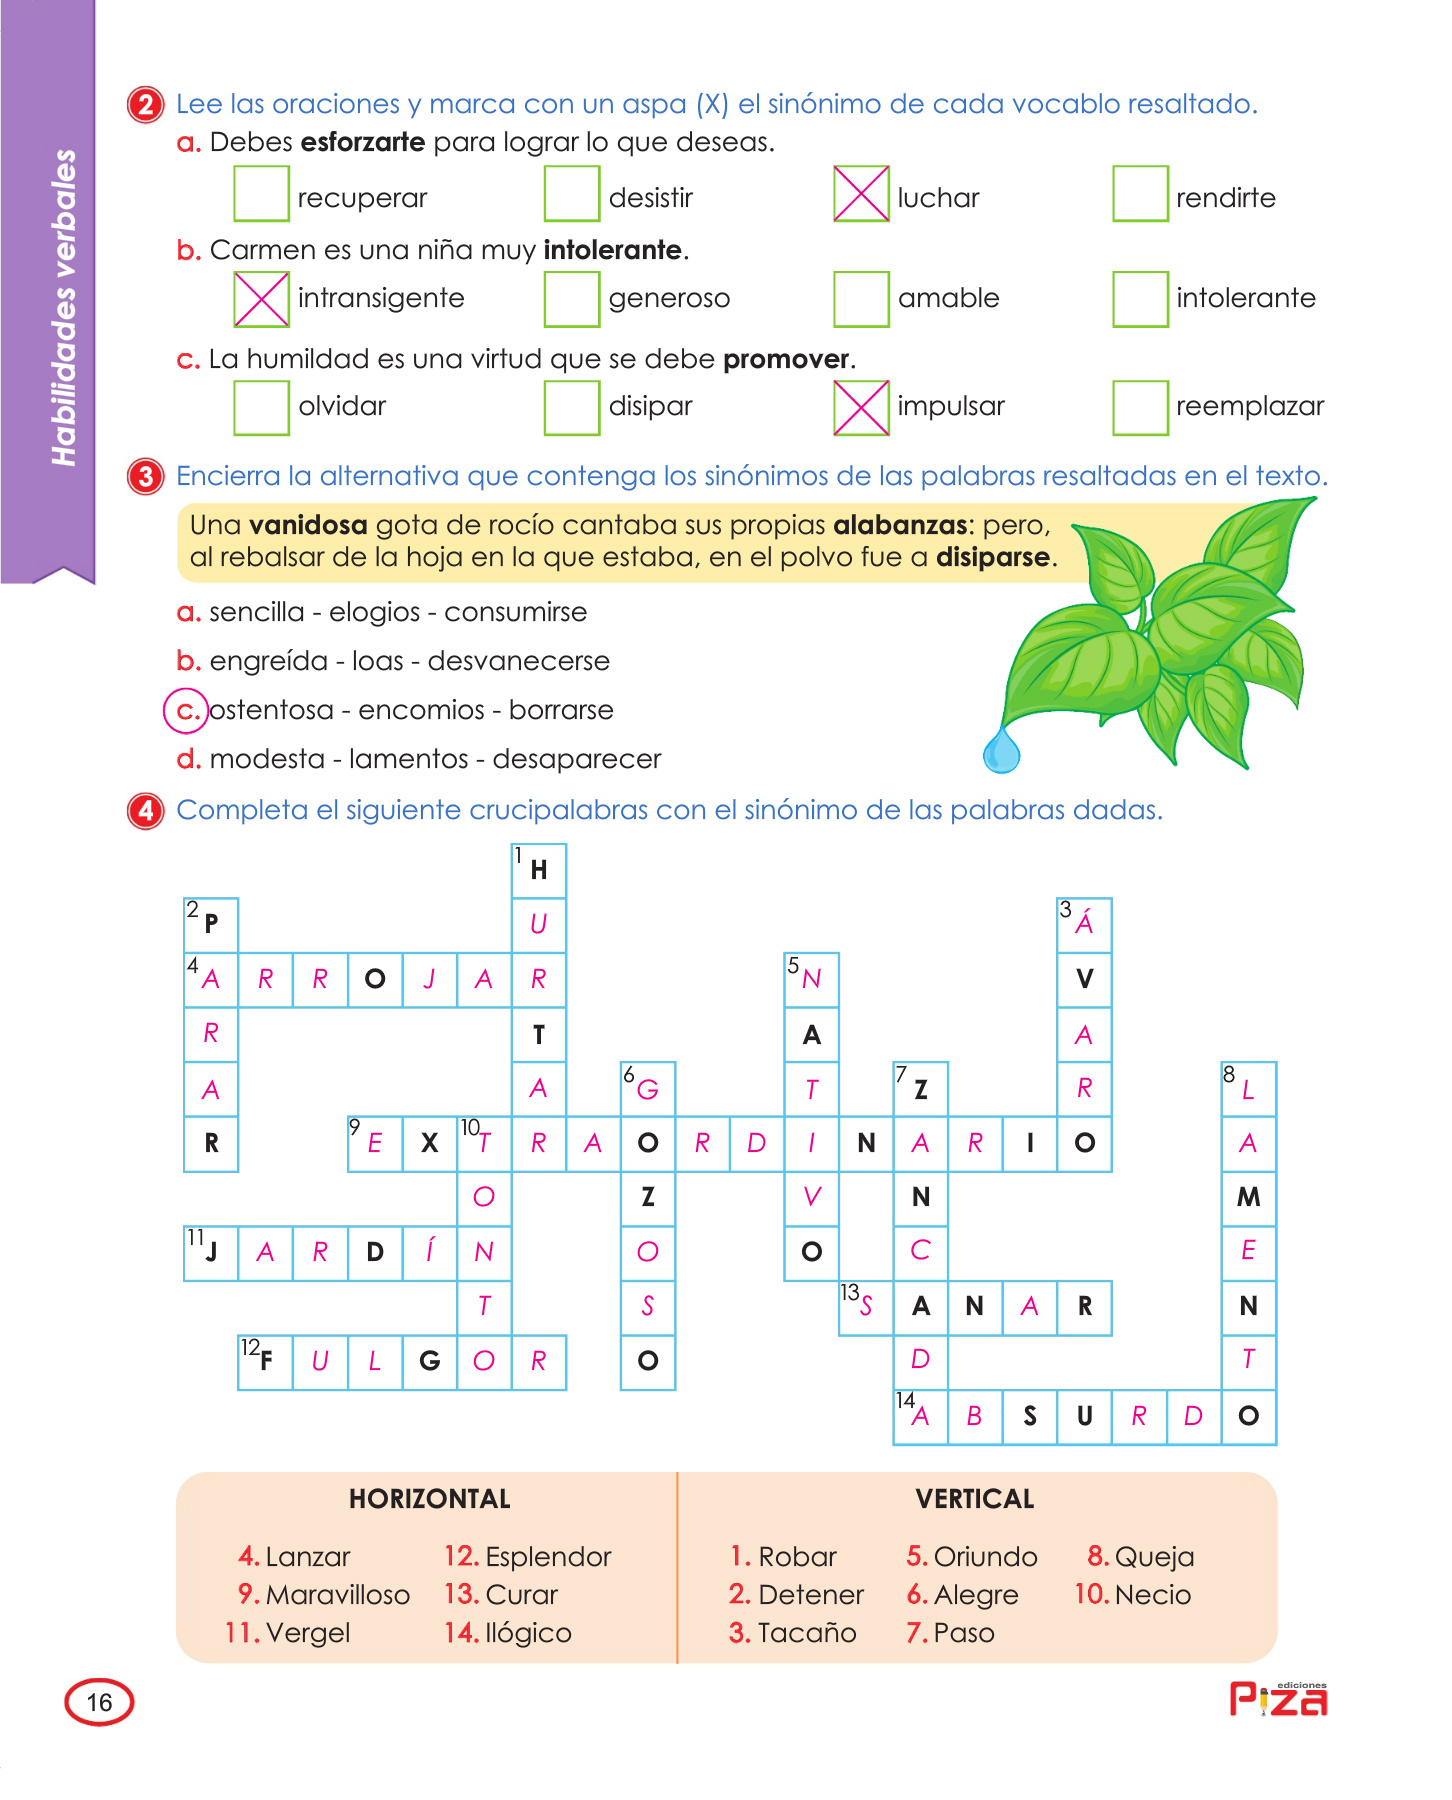 Habilidades verbales
2 Lee las oraciones y marca con un aspa (X) el sinónimo de cada vocablo resaltado.
a. Debes esforzarte para lograr lo que deseas.
recuperar desistir luchar rendirte
b. Carmen es una niña muy intolerante.
intransigente generoso amable intolerante
c. La humildad es una virtud que se debe promover.
olvidar disipar impulsar reemplazar
3 Encierra la alternativa que contenga los sinónimos de las palabras resaltadas en el texto.
Una vanidosa gota de rocío cantaba sus propias alabanzas: pero,
al rebalsar de la hoja en la que estaba, en el polvo fue a disiparse.
a. sencilla - elogios - consumirse
b. engreída - loas - desvanecerse
c. ostentosa - encomios - borrarse
d. modesta - lamentos - desaparecer
4 Completa el siguiente crucipalabras con el sinónimo de las palabras dadas.
1 H
2 P U 3 Á
4 A R R O J A R 5 N V
R T A A
A A 6 G T 7 Z R 8 L
R 9 E X 10 T R A O R D I N A R I O A
O Z V N M
11 J A R D Í N O O C E
T S 13 S A N A R N
12 F U L G O R O D T
14 A B S U R D O
HORIZONTAL VERTICAL
4. Lanzar 12. Esplendor 1. Robar 5. Oriundo 8. Queja
9. Maravilloso 13. Curar 2. Detener 6. Alegre 10. Necio
11. Vergel 14. Ilógico 3. Tacaño 7. Paso
16
ediciones
Piza